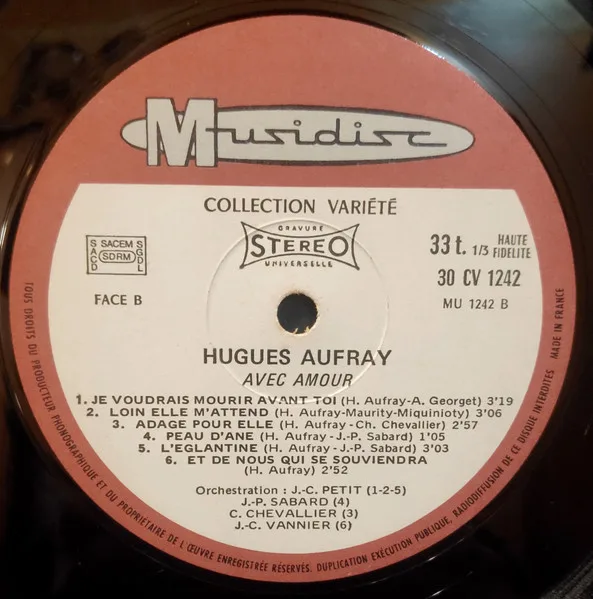 Musidisc
COLLECTION VARIÉTÉ
GRAVURE
STEREO
UNIVERSELLE
SACD
SACEM
SDRM
SGDL
33 t. 1/3 HAUTE FIDELITE
30 CV 1242
MU 1242 B
FACE B
HUGUES AUFRAY
AVEC AMOUR
1. JE VOUDRAIS MOURIR AVANT TOI (H. Aufray-A. Georget) 3'19
2. LOIN ELLE M'ATTEND (H. Aufray-Maurity-Miquinioty) 3'06
3. ADAGE POUR ELLE (H. Aufray-Ch. Chevallier) 2'57
4. PEAU D'ANE (H. Aufray-J.-P. Sabard) 1'05
5. L'EGLANTINE (H. Aufray-J.-P. Sabard) 3'03
6. ET DE NOUS QUI SE SOUVIENDRA
(H. Aufray) 2'52
Orchestration : J.-C. PETIT (1-2-5)
J.-P. SABARD (4)
C. CHEVALLIER (3)
J.-C. VANNIER (6)
TOUS DROITS DU PRODUCTEUR PHONOGRAPHIQUE ET DU PROPRIETAIRE DE L'ŒUVRE ENREGISTRÉE RÉSERVÉS. DUPLICATION EXÉCUTION PUBLIQUE, RADIODIFFUSION DE CE DISQUE INTERDITES MADE IN FRANCE